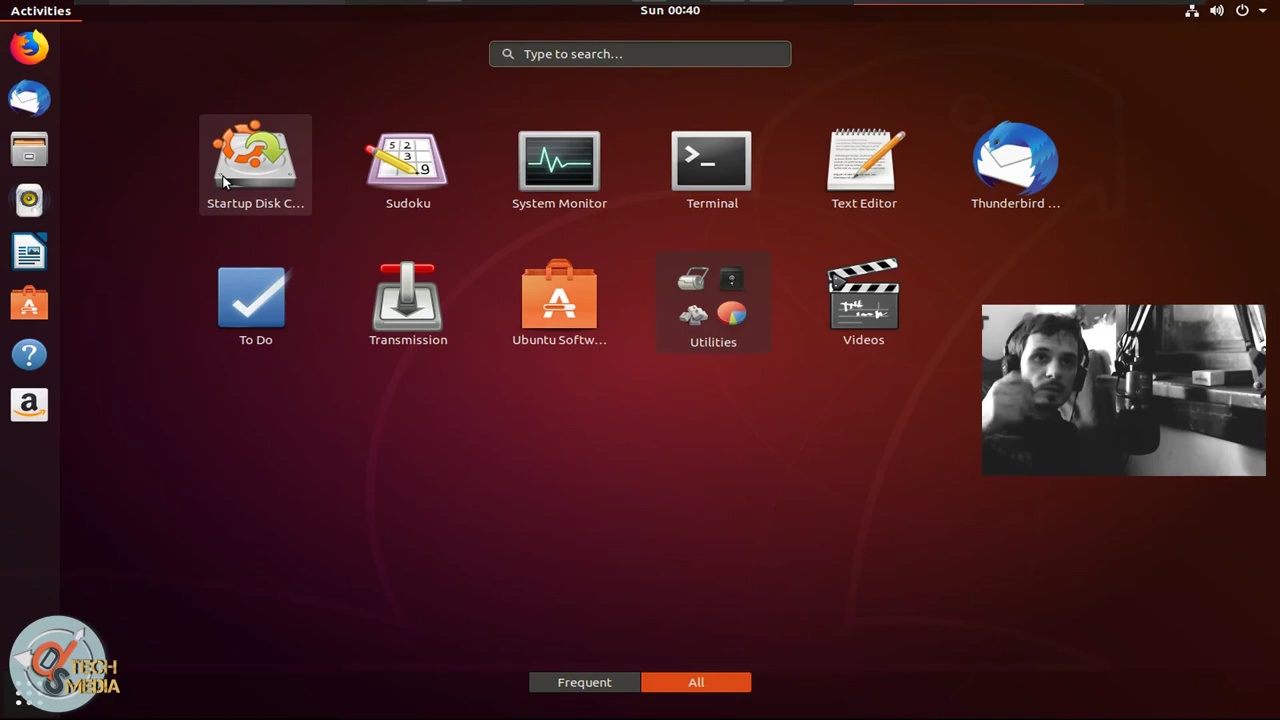 Activities
Sun 00:40
Type to search...
Startup Disk C...
Sudoku
System Monitor
Terminal
Text Editor
Thunderbird ...
To Do
Transmission
Ubuntu Softw...
Utilities
Videos
Frequent
All
OS
TECH
MEDIA